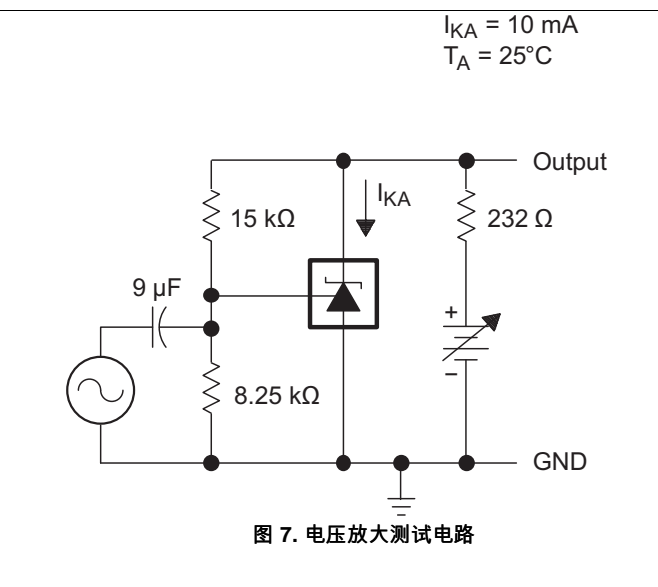 I_KA = 10 mA
T_A = 25°C
Output
I_KA
15 kΩ
232 Ω
9 µF
+
−
8.25 kΩ
GND
图 7. 电压放大测试电路